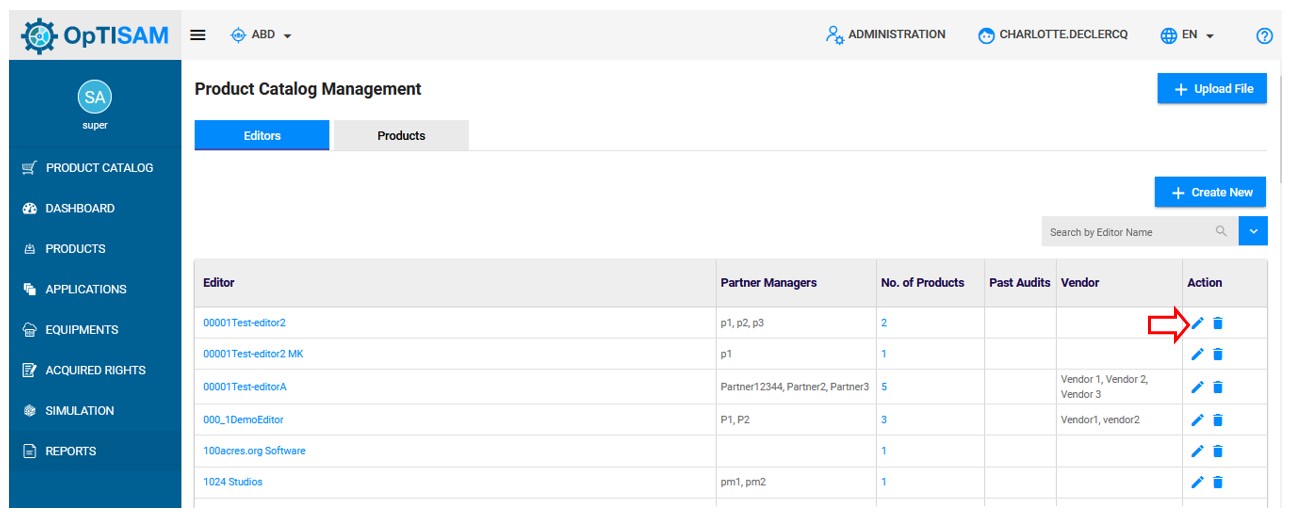 OpTISAM
ABD
ADMINISTRATION
CHARLOTTE.DECLERCQ
EN
SA
super
PRODUCT CATALOG
DASHBOARD
PRODUCTS
APPLICATIONS
EQUIPMENTS
ACQUIRED RIGHTS
SIMULATION
REPORTS
Product Catalog Management
+ Upload File
Editors Products
+ Create New
Search by Editor Name
Editor Partner Managers No. of Products Past Audits Vendor Action
00001Test-editor2 p1, p2, p3 2
00001Test-editor2 MK p1 1
00001Test-editorA Partner12344, Partner2, Partner3 5 Vendor 1, Vendor 2,
Vendor 3
000_1DemoEditor P1, P2 3 Vendor1, vendor2
100acres.org Software 1
1024 Studios pm1, pm2 1